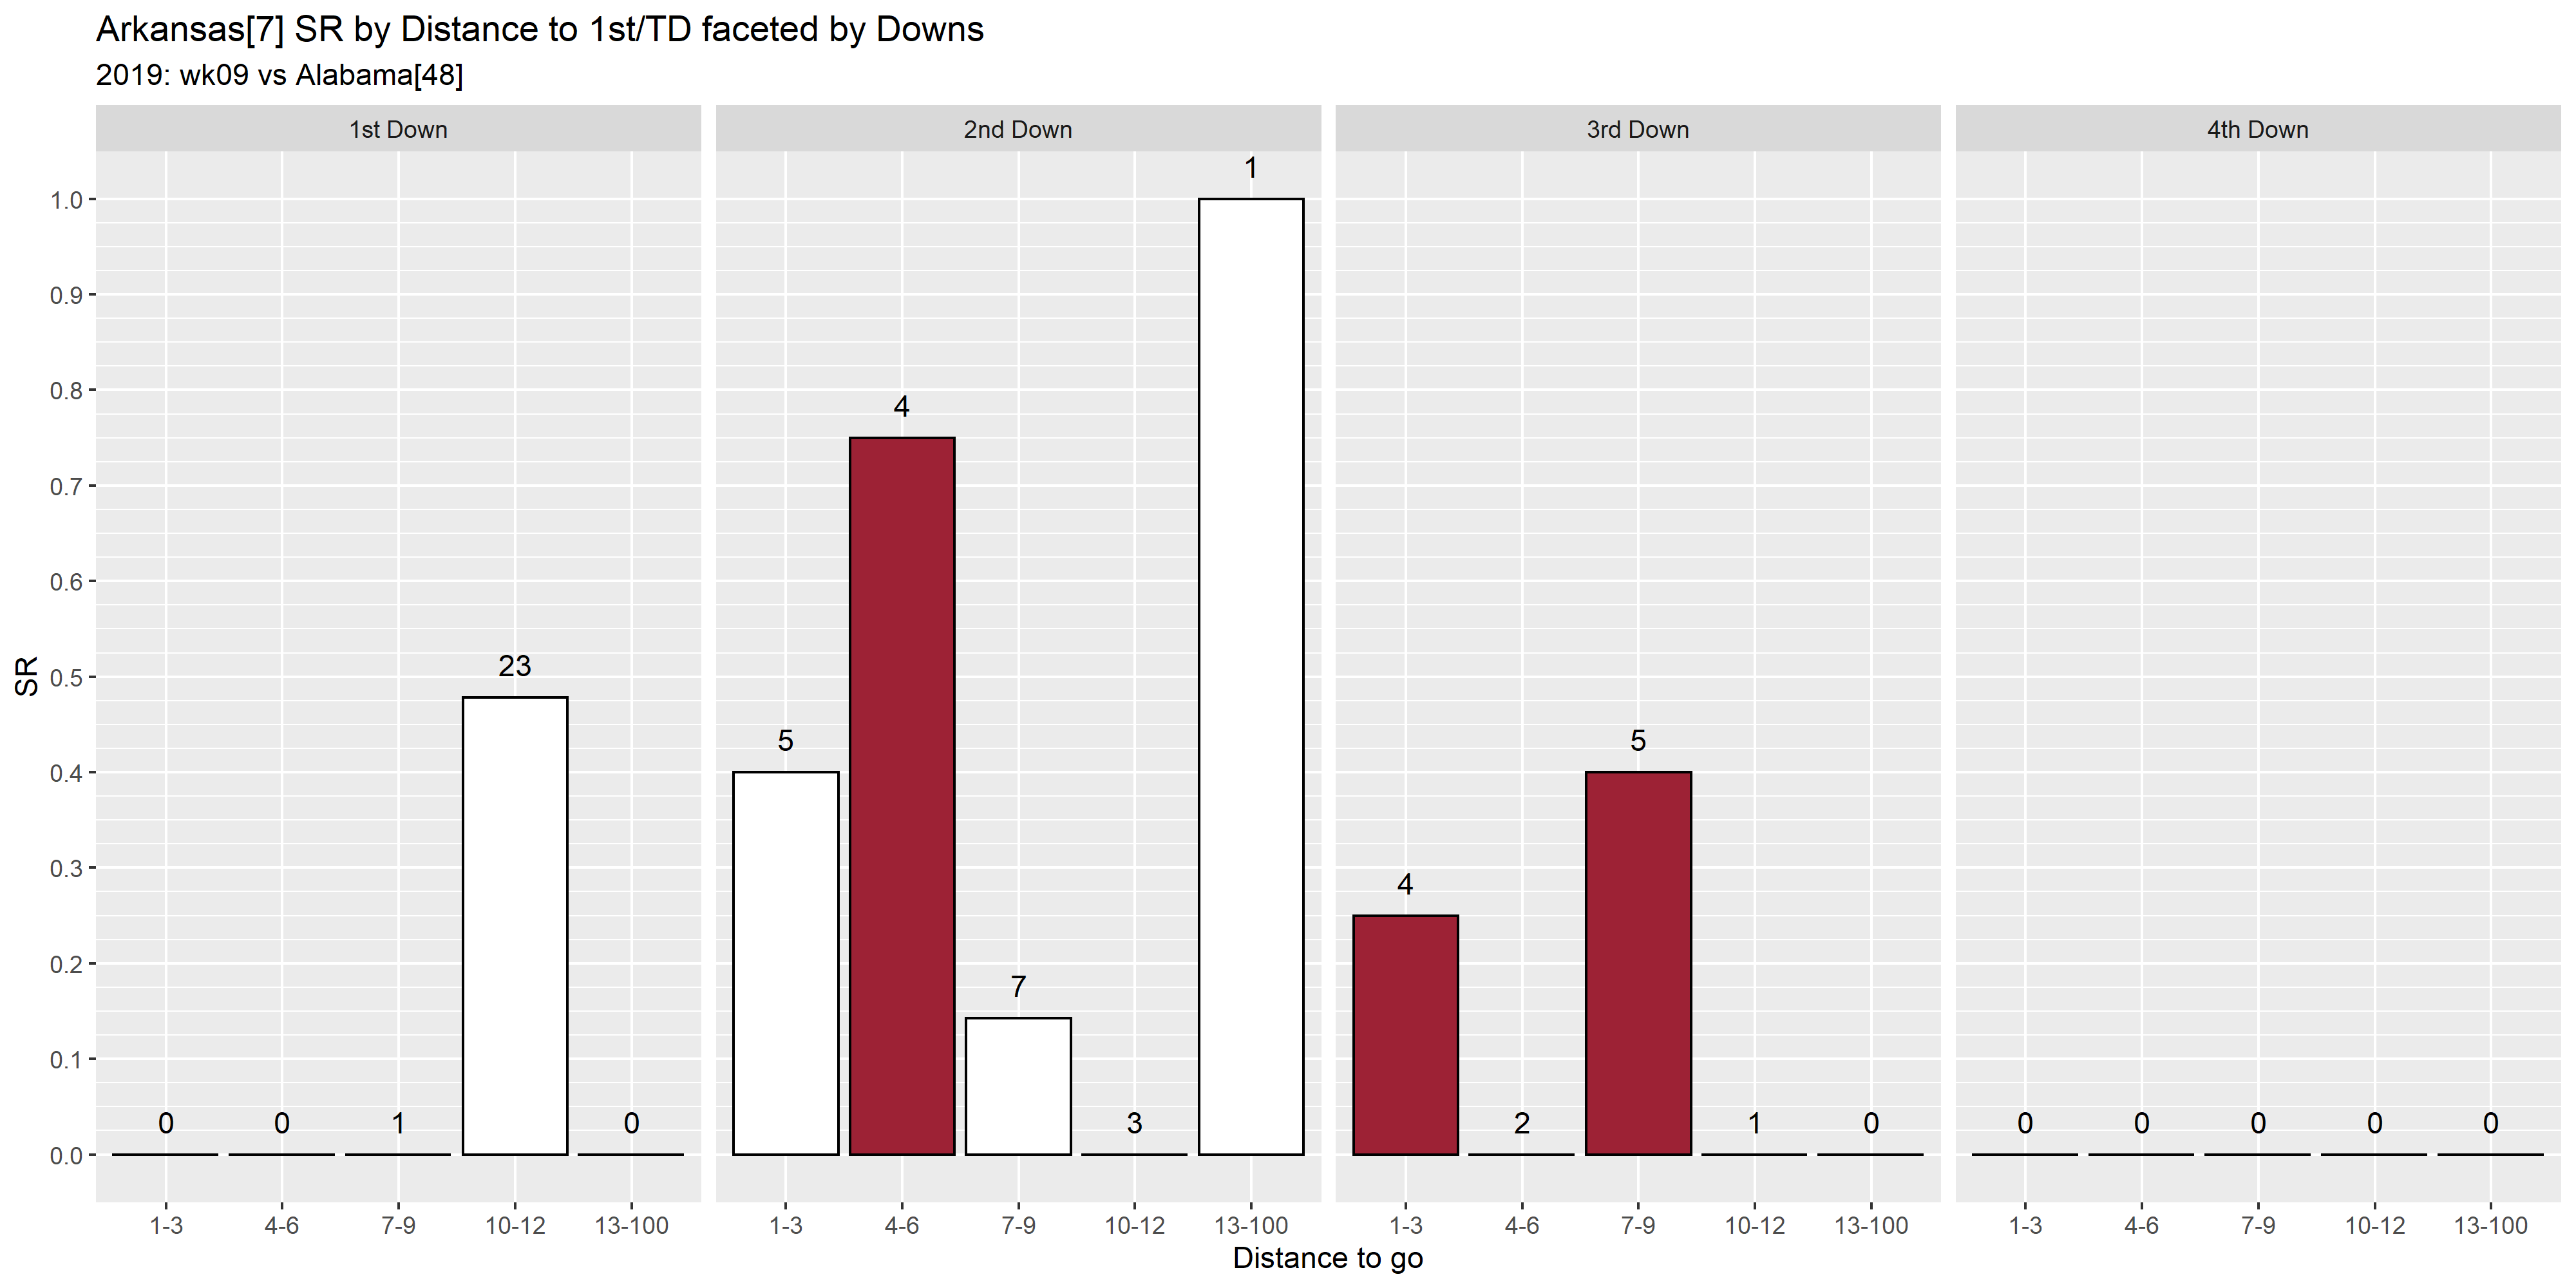 Arkansas[7] SR by Distance to 1st/TD faceted by Downs
2019: wk09 vs Alabama[48]
1st Down
2nd Down
3rd Down
4th Down
SR
1.0
0.9
0.8
0.7
0.6
0.5
0.4
0.3
0.2
0.1
0.0
0 0 1 23 0
5 4 7 3 1
4 2 5 1 0
0 0 0 0 0
1-3 4-6 7-9 10-12 13-100
1-3 4-6 7-9 10-12 13-100
1-3 4-6 7-9 10-12 13-100
1-3 4-6 7-9 10-12 13-100
Distance to go